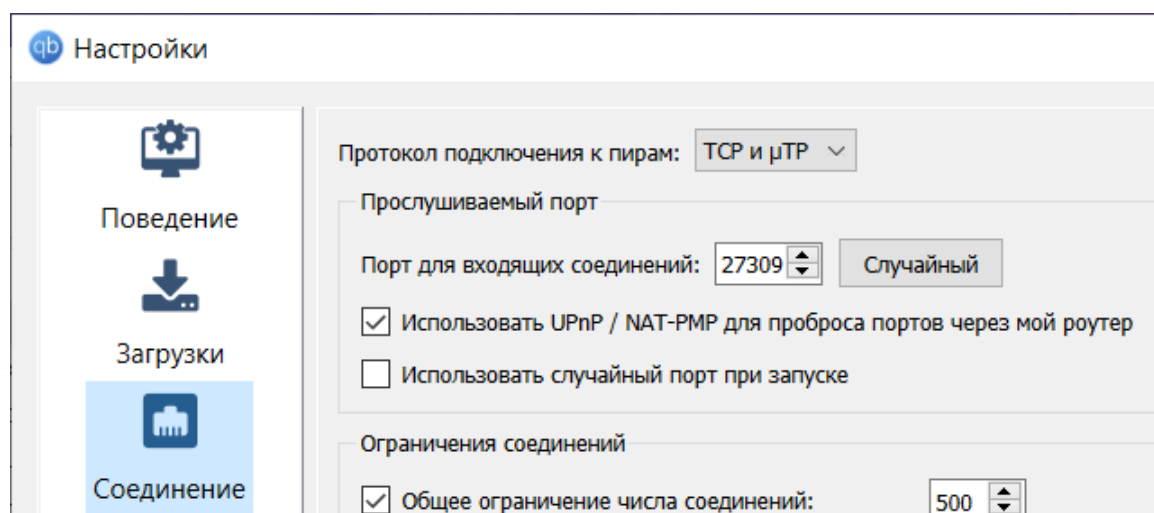 qb Настройки
Поведение
Загрузки
Соединение
Протокол подключения к пирам: TCP и μTP
Прослушиваемый порт
Порт для входящих соединений: 27309 Случайный
Использовать UPnP / NAT-PMP для проброса портов через мой роутер
Использовать случайный порт при запуске
Ограничения соединений
Общее ограничение числа соединений: 500